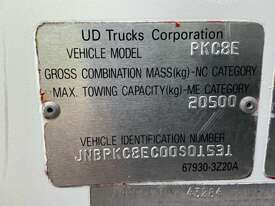 UD Trucks Corporation
VEHICLE MODEL PKC8E
GROSS COMBINATION MASS(kg)-NC CATEGORY
MAX. TOWING CAPACITY(kg)-ME CATEGORY
20500
VEHICLE IDENTIFICATION NUMBER
JNBPKC8EC00S01531
67930-3Z20A